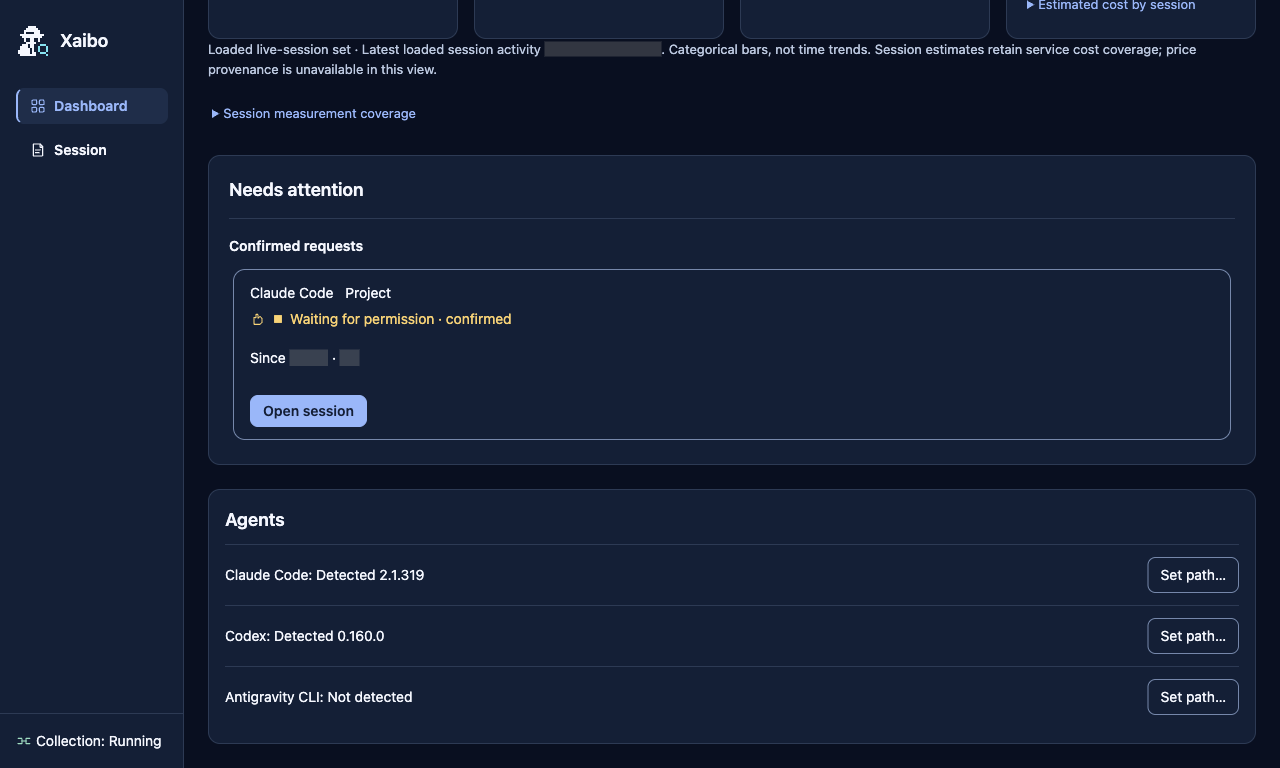 Xaibo
Dashboard
Session
Collection: Running
Estimated cost by session
Loaded live-session set · Latest loaded session activity . Categorical bars, not time trends. Session estimates retain service cost coverage; price
provenance is unavailable in this view.
Session measurement coverage
Needs attention
Confirmed requests
Claude Code Project
Waiting for permission · confirmed
Since ·
Open session
Agents
Claude Code: Detected 2.1.319
Set path...
Codex: Detected 0.160.0
Set path...
Antigravity CLI: Not detected
Set path...